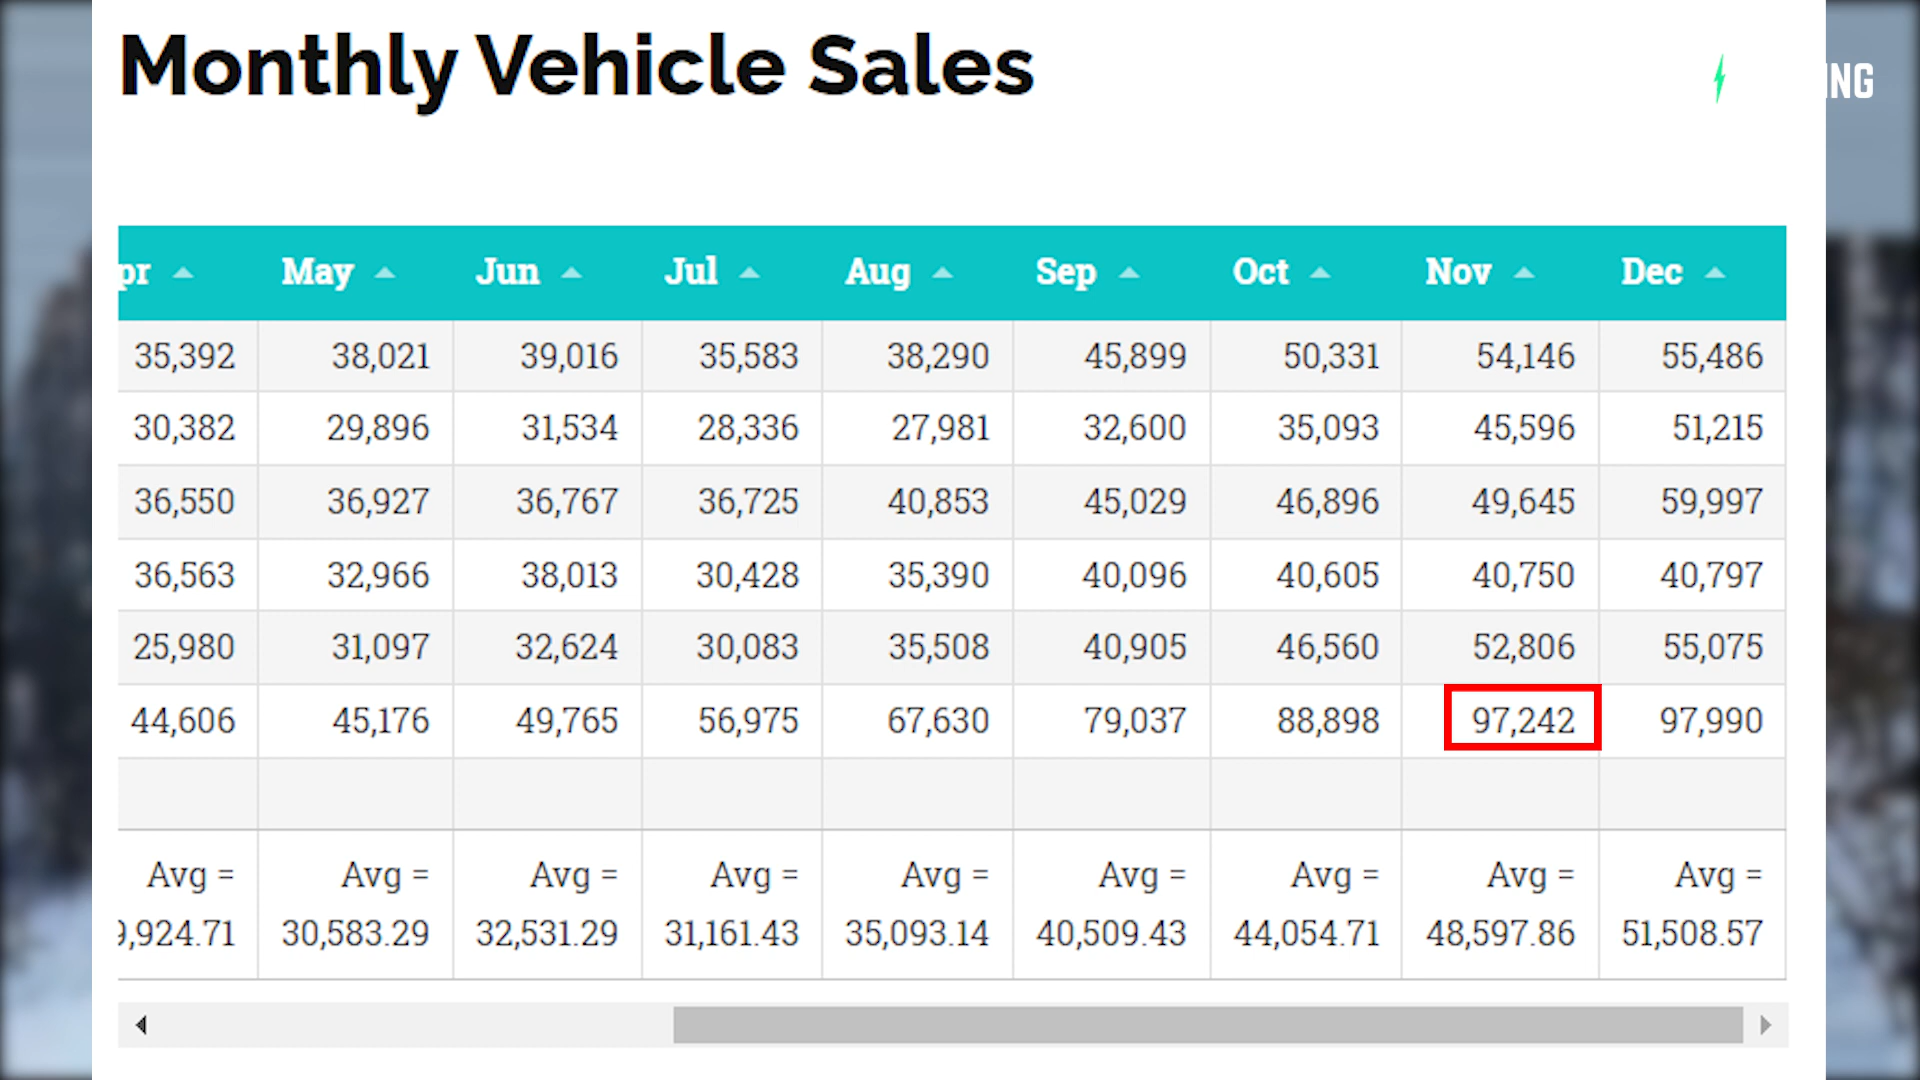 Monthly Vehicle Sales
ING
pr May Jun Jul Aug Sep Oct Nov Dec
35,392 38,021 39,016 35,583 38,290 45,899 50,331 54,146 55,486
30,382 29,896 31,534 28,336 27,981 32,600 35,093 45,596 51,215
36,550 36,927 36,767 36,725 40,853 45,029 46,896 49,645 59,997
36,563 32,966 38,013 30,428 35,390 40,096 40,605 40,750 40,797
25,980 31,097 32,624 30,083 35,508 40,905 46,560 52,806 55,075
44,606 45,176 49,765 56,975 67,630 79,037 88,898 97,242 97,990
Avg = Avg = Avg = Avg = Avg = Avg = Avg = Avg = Avg =
9,924.71 30,583.29 32,531.29 31,161.43 35,093.14 40,509.43 44,054.71 48,597.86 51,508.57